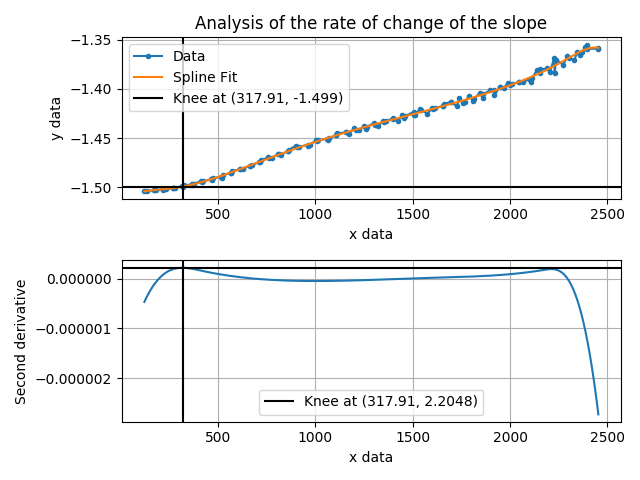 Analysis of the rate of change of the slope
−1.35
−1.40
−1.45
−1.50
y data
Data
Spline Fit
Knee at (317.91, -1.499)
500
1000
1500
2000
2500
x data
0.000000
−0.000001
−0.000002
Second derivative
Knee at (317.91, 2.2048)
500
1000
1500
2000
2500
x data